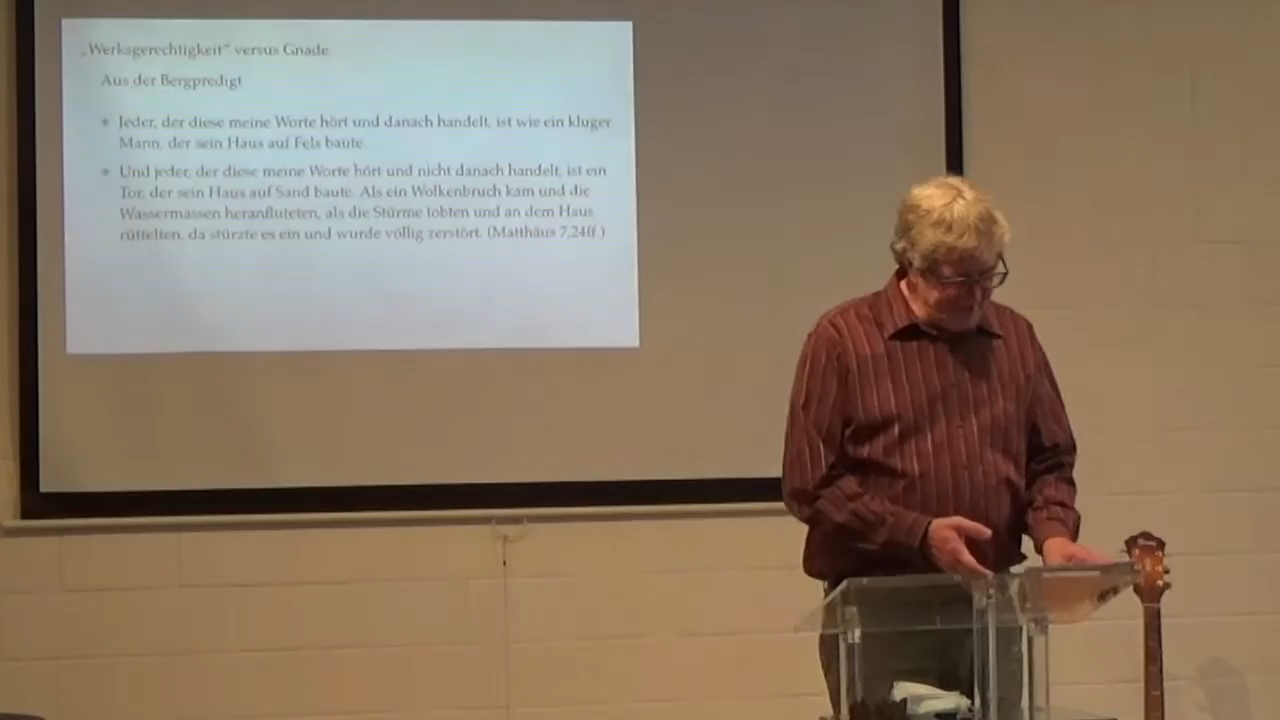 „Werksgerechtigkeit" versus Gnade
Aus der Bergpredigt
Jeder, der diese meine Worte hört und danach handelt, ist wie ein kluger
Mann, der sein Haus auf Fels baute.
Und jeder, der diese meine Worte hört und nicht danach handelt, ist ein
Tor, der sein Haus auf Sand baute. Als ein Wolkenbruch kam und die
Wassermassen heranfluteten, als die Stürme tobten und an dem Haus
rüttelten, da stürzte es ein und wurde völlig zerstört. (Matthäus 7,24ff.)